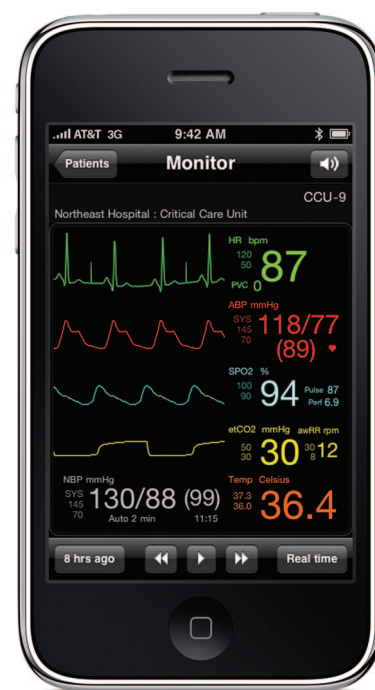 AT&T 3G 9:42 AM
Patients Monitor
CCU-9
Northeast Hospital : Critical Care Unit
HR bpm
120
50
87
PVC 0
ABP mmHg
SYS
145
70
118/77
(89)
SPO2 %
100
90
94
Pulse 87
Perf 6.9
etCO2 mmHg awRR rpm
50
30
30
30
8
12
NBP mmHg
SYS
145
70
130/88 (99)
Auto 2 min 11:15
Temp Celsius
37.3
36.0
36.4
8 hrs ago Real time